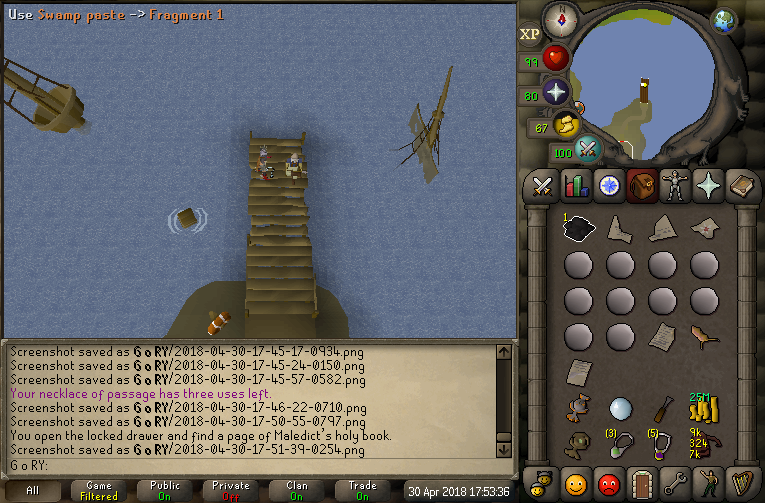 Use Swamp paste -> Fragment 1
XP
99
80
67
100
1
Screenshot saved as G o RY/2018-04-30-17-45-17-0934.png
Screenshot saved as G o RY/2018-04-30-17-45-24-0150.png
Screenshot saved as G o RY/2018-04-30-17-45-57-0582.png
Your necklace of passage has three uses left.
Screenshot saved as G o RY/2018-04-30-17-46-22-0710.png
Screenshot saved as G o RY/2018-04-30-17-50-55-0797.png
You open the locked drawer and find a page of Maledict's holy book.
Screenshot saved as G o RY/2018-04-30-17-51-39-0254.png
G o RY:
25M
(3)
(5)
9k
324
7k
All
Game
Filtered
Public
On
Private
Off
Clan
On
Trade
On
30 Apr 2018 17:53:36